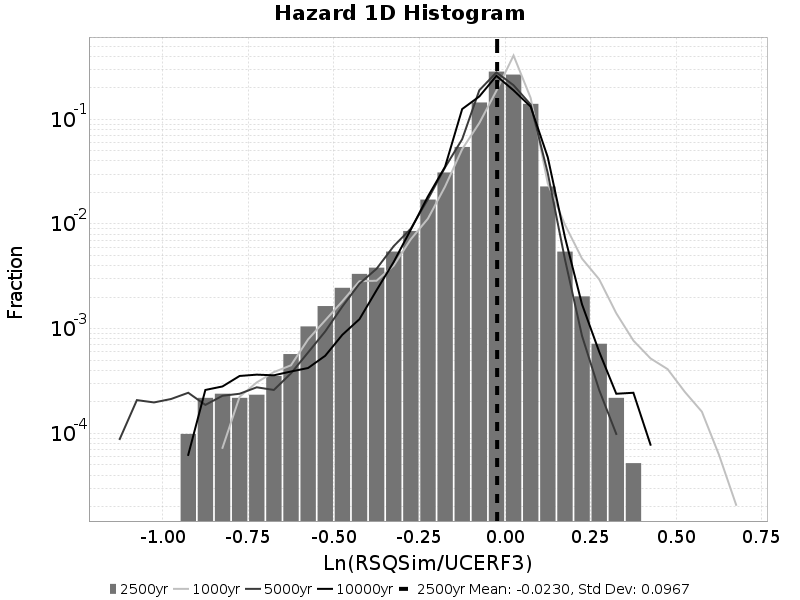 Hazard 1D Histogram
10-1
10-2
10-3
10-4
Fraction
-1.00 -0.75 -0.50 -0.25 0.00 0.25 0.50 0.75
Ln(RSQSim/UCERF3)
2500yr 1000yr 5000yr 10000yr 2500yr Mean: -0.0230, Std Dev: 0.0967